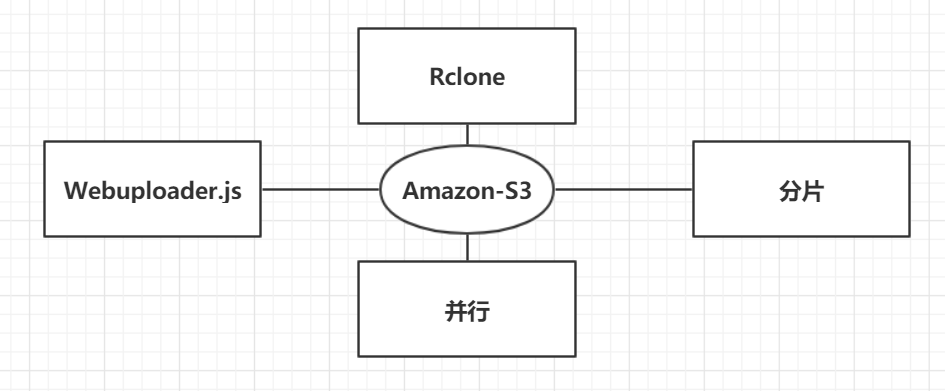 Rclone
Webuploader.js
Amazon-S3
分片
并行